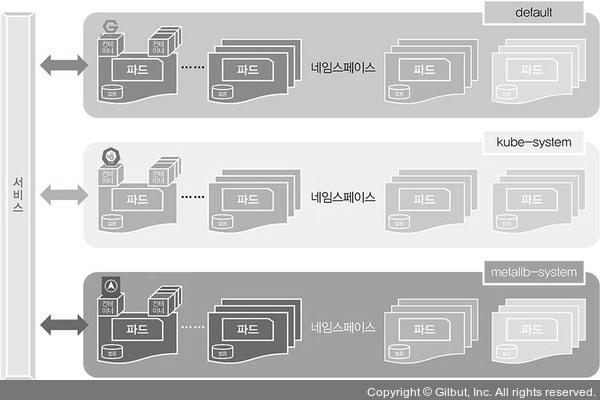 default
컨테
이너
컨테
이너
파드
볼륨
······
파드
볼륨
네임스페이스
파드
볼륨
파드
볼륨
kube-system
컨테
이너
컨테
이너
파드
볼륨
······
파드
볼륨
네임스페이스
파드
볼륨
파드
볼륨
서비스
metallb-system
컨테
이너
컨테
이너
파드
볼륨
······
파드
볼륨
네임스페이스
파드
볼륨
파드
볼륨
Copyright © Gilbut, Inc. All rights reserved.